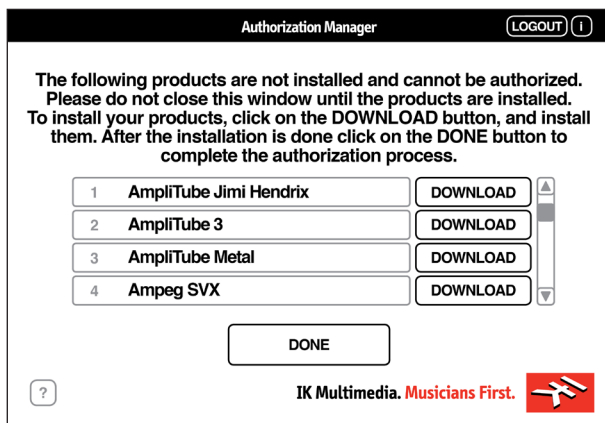 Authorization Manager
LOGOUT i
The following products are not installed and cannot be authorized.
Please do not close this window until the products are installed.
To install your products, click on the DOWNLOAD button, and install
them. After the installation is done click on the DONE button to
complete the authorization process.
1 AmpliTube Jimi Hendrix DOWNLOAD
2 AmpliTube 3 DOWNLOAD
3 AmpliTube Metal DOWNLOAD
4 Ampeg SVX DOWNLOAD
DONE
? IK Multimedia. Musicians First.